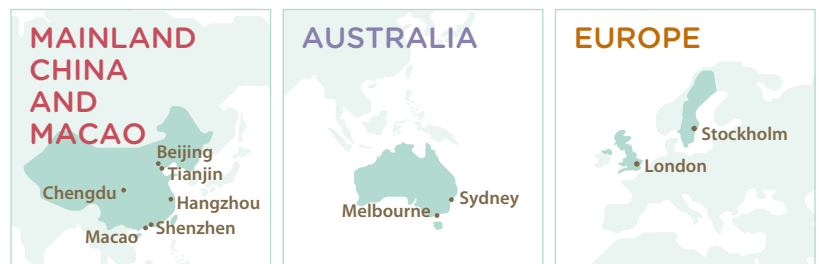 MAINLAND
CHINA
AND
MACAO
Beijing
Tianjin
Chengdu
Hangzhou
Shenzhen
Macao
AUSTRALIA
Sydney
Melbourne
EUROPE
Stockholm
London